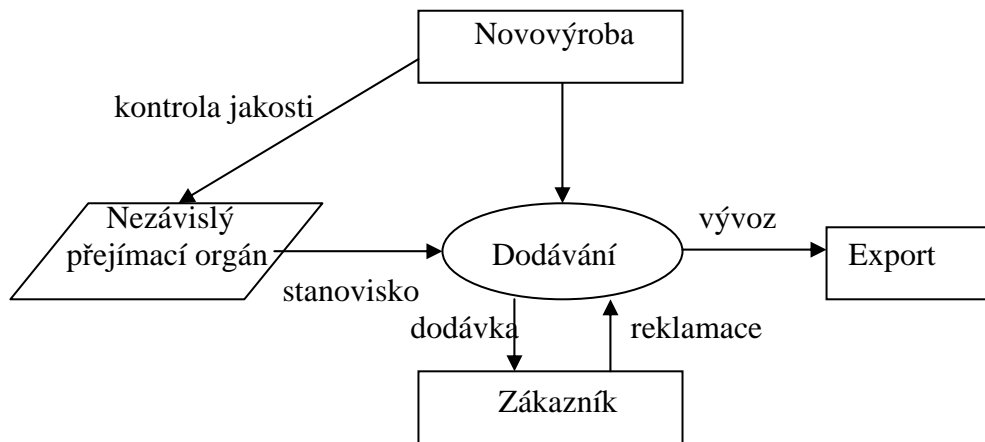 Novovýroba
kontrola jakosti
Nezávislý
přejímací orgán
stanovisko
Dodávání
vývoz
Export
dodávka
reklamace
Zákazník